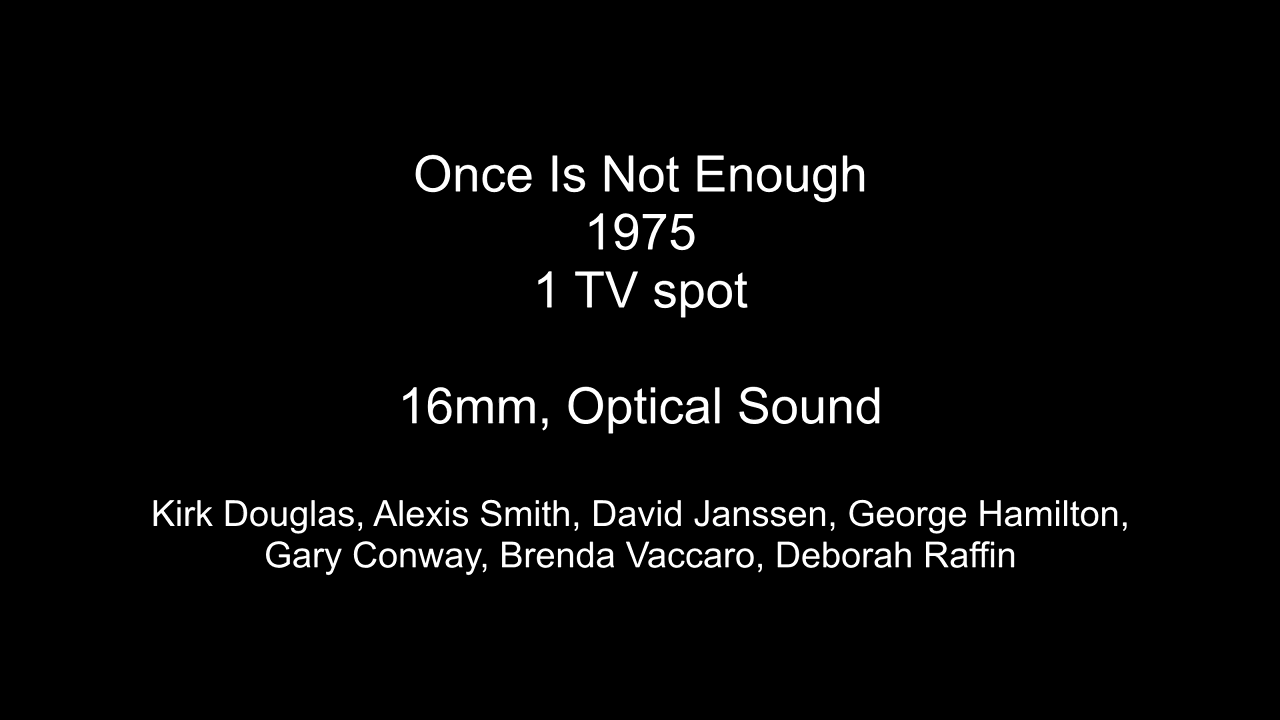 Once Is Not Enough
1975
1 TV spot
16mm, Optical Sound
Kirk Douglas, Alexis Smith, David Janssen, George Hamilton,
Gary Conway, Brenda Vaccaro, Deborah Raffin